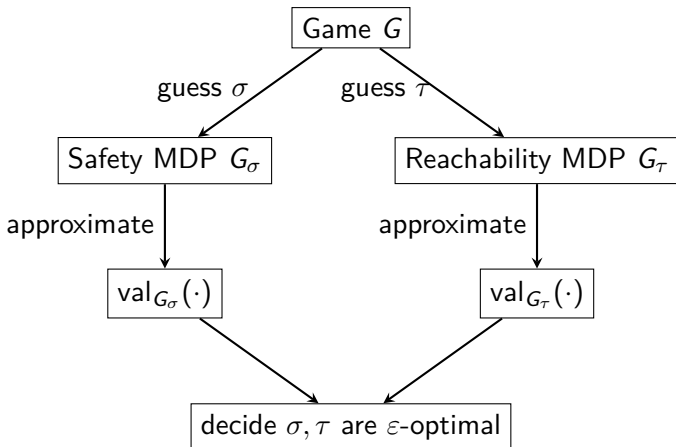 Game G
guess σ
guess τ
Safety MDP G_σ
Reachability MDP G_τ
approximate
approximate
val_{G_σ}(·)
val_{G_τ}(·)
decide σ, τ are ε-optimal